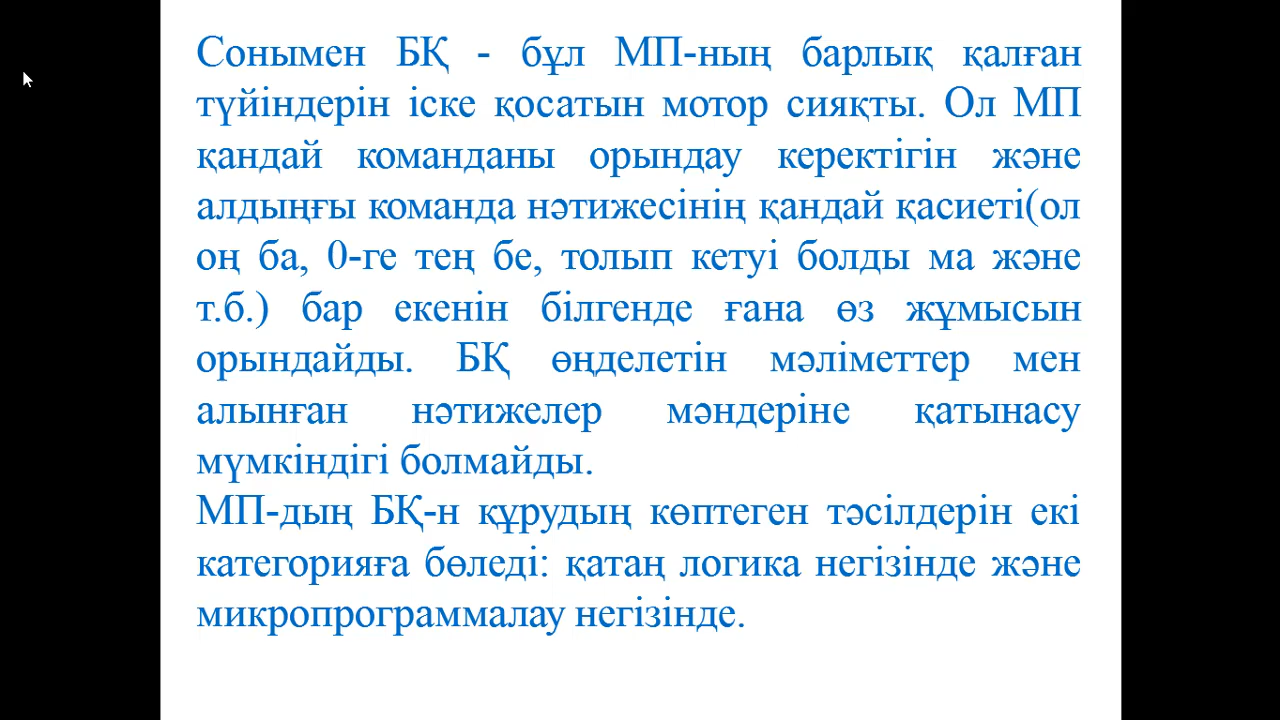 Сонымен БҚ - бұл МП-ның барлық қалған
түйіндерін іске қосатын мотор сияқты. Ол МП
қандай команданы орындау керектігін және
алдыңғы команда нәтижесінің қандай қасиеті(ол
оң ба, 0-ге тең бе, толып кетуі болды ма және
т.б.) бар екенін білгенде ғана өз жұмысын
орындайды. БҚ өңделетін мәліметтер мен
алынған нәтижелер мәндеріне қатынасу
мүмкіндігі болмайды.
МП-дың БҚ-н құрудың көптеген тәсілдерін екі
категорияға бөледі: қатаң логика негізінде және
микропрограммалау негізінде.